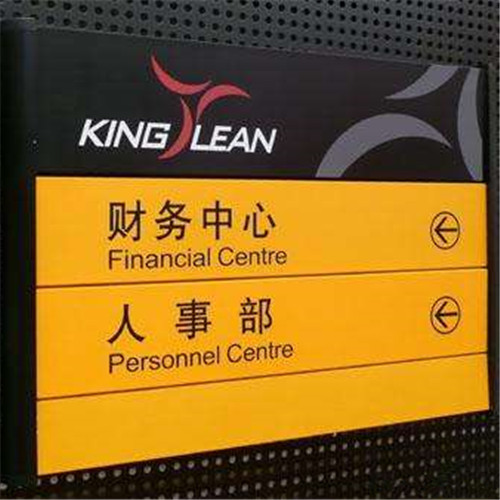 KING LEAN
财务中心
Financial Centre
人事部
Personnel Centre